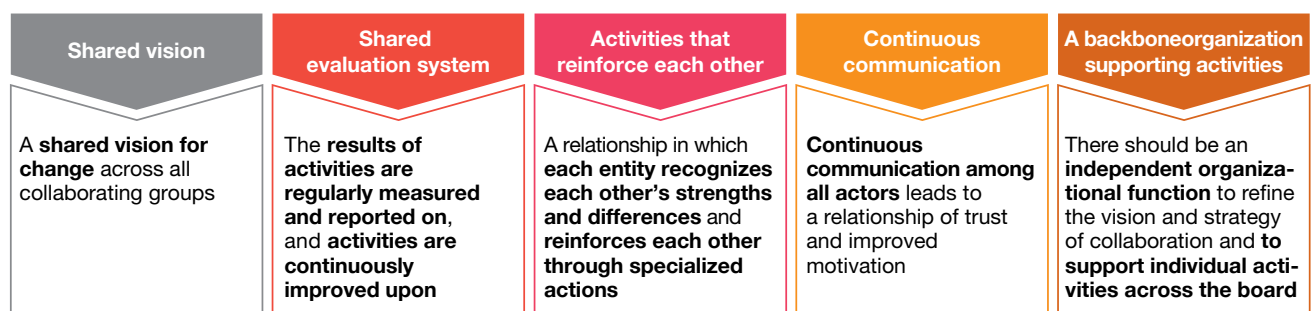 Shared vision
A shared vision for
change across all
collaborating groups
Shared
evaluation system
The results of
activities are
regularly measured
and reported on,
and activities are
continuously
improved upon
Activities that
reinforce each other
A relationship in which
each entity recognizes
each other's strengths
and differences and
reinforces each other
through specialized
actions
Continuous
communication
Continuous
communication among
all actors leads to
a relationship of trust
and improved
motivation
A backboneorganization
supporting activities
There should be an
independent organiza-
tional function to refine
the vision and strategy
of collaboration and to
support individual acti-
vities across the board